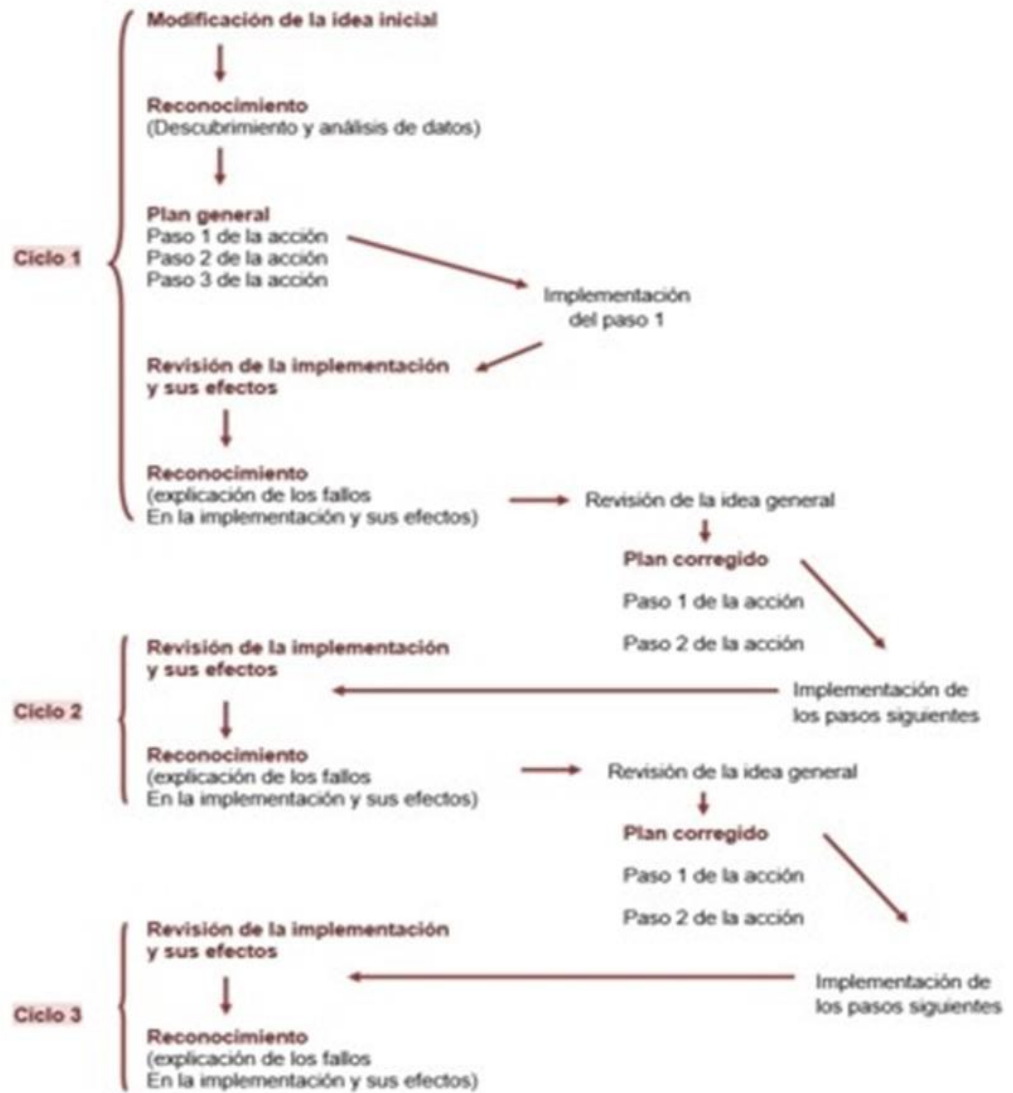 Modificación de la idea inicial
Reconocimiento
(Descubrimiento y análisis de datos)
Plan general
Paso 1 de la acción
Paso 2 de la acción
Paso 3 de la acción
Ciclo 1
Implementación
del paso 1
Revisión de la implementación
y sus efectos
Reconocimiento
(explicación de los fallos
En la implementación y sus efectos)
Revisión de la idea general
Plan corregido
Paso 1 de la acción
Paso 2 de la acción
Implementación de
los pasos siguientes
Ciclo 2
Revisión de la implementación
y sus efectos
Reconocimiento
(explicación de los fallos
En la implementación y sus efectos)
Revisión de la idea general
Plan corregido
Paso 1 de la acción
Paso 2 de la acción
Implementación de
los pasos siguientes
Ciclo 3
Revisión de la implementación
y sus efectos
Reconocimiento
(explicación de los fallos
En la implementación y sus efectos)